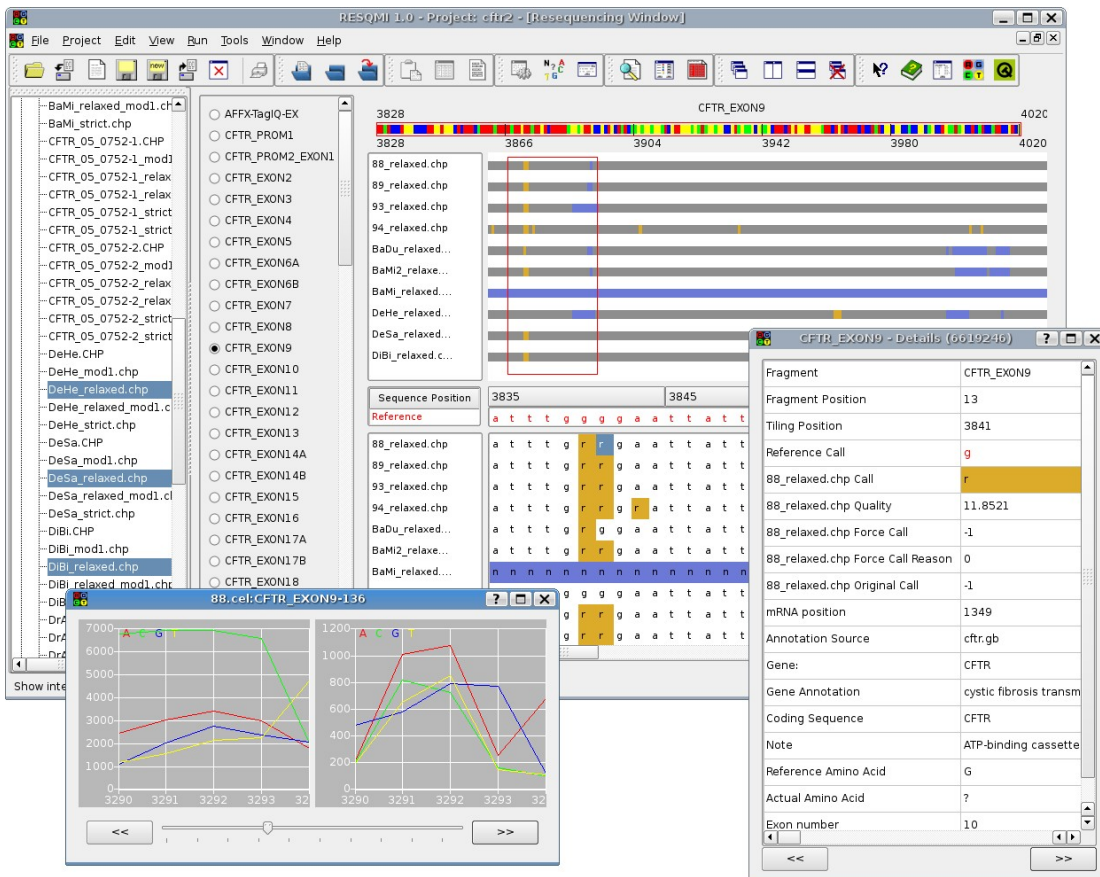 RESQMI 1.0 - Project: cftr2 - [Resequencing Window]
File Project Edit View Run Tools Window Help
BaMi_relaxed_mod1.ch
BaMi_strict.chp
CFTR_05_0752-1.CHP
CFTR_05_0752-1_mod1
CFTR_05_0752-1_relax
CFTR_05_0752-1_relax
CFTR_05_0752-1_strict
CFTR_05_0752-1_strict
CFTR_05_0752-2.CHP
CFTR_05_0752-2_mod1
CFTR_05_0752-2_relax
CFTR_05_0752-2_relax
CFTR_05_0752-2_strict
CFTR_05_0752-2_strict
DeHe.CHP
DeHe_mod1.chp
DeHe_relaxed.chp
DeHe_relaxed_mod1.c
DeHe_strict.chp
DeSa.CHP
DeSa_mod1.chp
DeSa_relaxed.chp
DeSa_relaxed_mod1.cl
DeSa_strict.chp
DiBi.CHP
DiBi_mod1.chp
DiBi_relaxed.chp
DiBi_relaxed_mod1.chp
Show inte
AFFX-TagIQ-EX
CFTR_PROM1
CFTR_PROM2_EXON1
CFTR_EXON2
CFTR_EXON3
CFTR_EXON4
CFTR_EXON5
CFTR_EXON6A
CFTR_EXON6B
CFTR_EXON7
CFTR_EXON8
CFTR_EXON9
CFTR_EXON10
CFTR_EXON11
CFTR_EXON12
CFTR_EXON13
CFTR_EXON14A
CFTR_EXON14B
CFTR_EXON15
CFTR_EXON16
CFTR_EXON17A
CFTR_EXON17B
CFTR_EXON18
CFTR_EXON9
3828 4020
3828 3866 3904 3942 3980 4020
88_relaxed.chp
89_relaxed.chp
93_relaxed.chp
94_relaxed.chp
BaDu_relaxed...
BaMi2_relaxe...
BaMi_relaxed....
DeHe_relaxed...
DeSa_relaxed...
DiBi_relaxed.c...
Sequence Position 3835 3845
Reference a t t t g g g g a a t t a t t
88_relaxed.chp a t t t g r r g a a t t a t t
89_relaxed.chp a t t t g r r g a a t t a t t
93_relaxed.chp a t t t g r r g a a t t a t t
94_relaxed.chp a t t t g r r g r a t t a t t
BaDu_relaxed... a t t t g r g g a a t t a t t
BaMi2_relaxe... a t t t g r r g a a t t a t t
BaMi_relaxed.... n n n n n n n n n n n n n n n
g g g g a a t t a t t
g r r g a a t t a t t
g r r g a a t t a t t
CFTR_EXON9 - Details (6619246)
Fragment CFTR_EXON9
Fragment Position 13
Tiling Position 3841
Reference Call g
88_relaxed.chp Call r
88_relaxed.chp Quality 11.8521
88_relaxed.chp Force Call -1
88_relaxed.chp Force Call Reason 0
88_relaxed.chp Original Call -1
mRNA position 1349
Annotation Source cftr.gb
Gene: CFTR
Gene Annotation cystic fibrosis transm
Coding Sequence CFTR
Note ATP-binding cassette
Reference Amino Acid G
Actual Amino Acid ?
Exon number 10
<< >>
88.cel:CFTR_EXON9-136
A C G T
7000
6000
5000
4000
3000
2000
1000
0
3290 3291 3292 3293 32
A C G T
1200
1000
800
600
400
200
0
3290 3291 3292 3293 32
<< >>